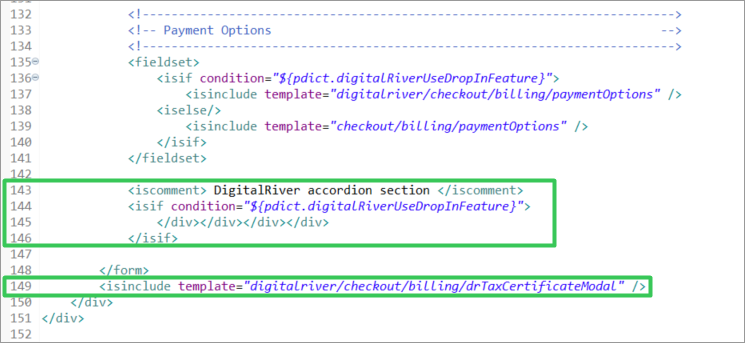 132 <!------------------------------------------------------------------------->
133 <!-- Payment Options -->
134 <!------------------------------------------------------------------------->
135 <fieldset>
136 <isif condition="${pdict.digitalRiverUseDropInFeature}">
137 <isinclude template="digitalriver/checkout/billing/paymentOptions" />
138 <iselse/>
139 <isinclude template="checkout/billing/paymentOptions" />
140 </isif>
141 </fieldset>
142
143 <iscomment> DigitalRiver accordion section </iscomment>
144 <isif condition="${pdict.digitalRiverUseDropInFeature}">
145 </div></div></div></div>
146 </isif>
147
148 </form>
149 <isinclude template="digitalriver/checkout/billing/drTaxCertificateModal" />
150 </div>
151 </div>
152